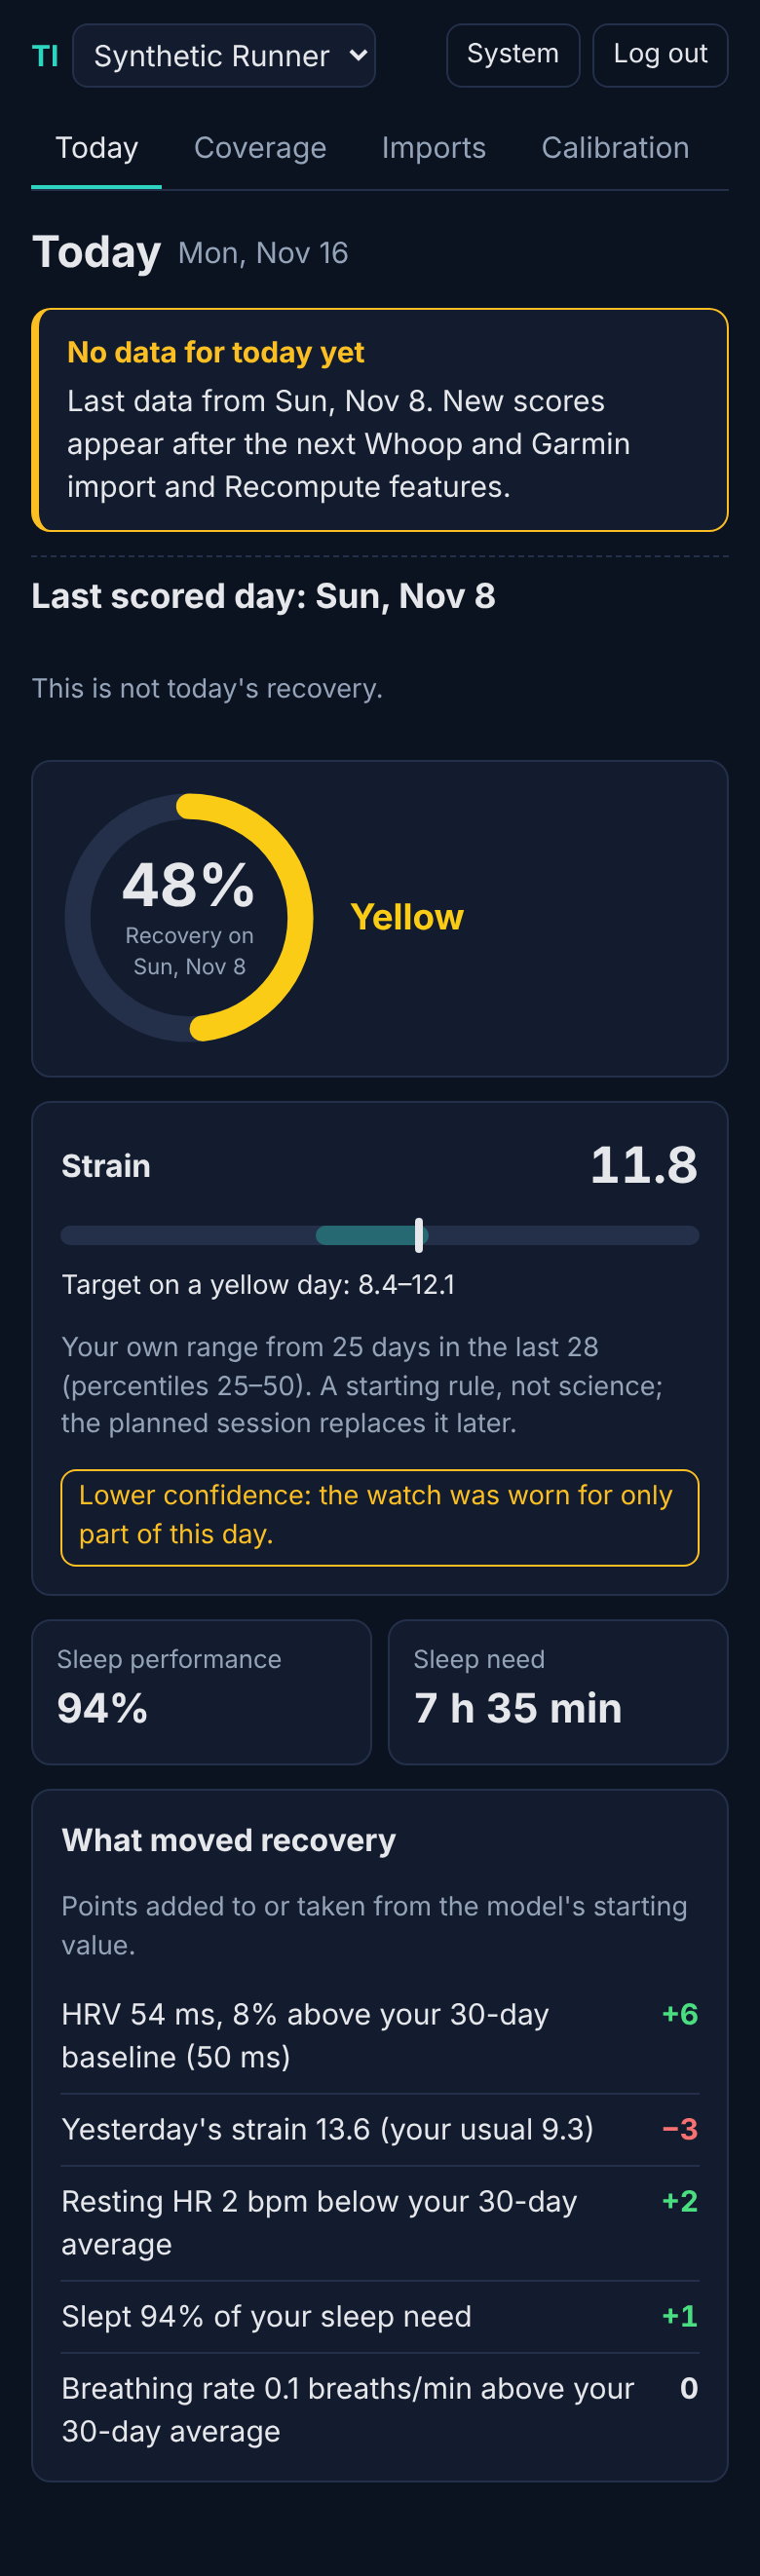 TI Synthetic Runner System Log out
Today Coverage Imports Calibration
Today Mon, Nov 16
No data for today yet
Last data from Sun, Nov 8. New scores
appear after the next Whoop and Garmin
import and Recompute features.
Last scored day: Sun, Nov 8
This is not today's recovery.
48%
Recovery on
Sun, Nov 8
Yellow
Strain 11.8
Target on a yellow day: 8.4–12.1
Your own range from 25 days in the last 28
(percentiles 25–50). A starting rule, not science;
the planned session replaces it later.
Lower confidence: the watch was worn for only
part of this day.
Sleep performance
94%
Sleep need
7 h 35 min
What moved recovery
Points added to or taken from the model's starting
value.
HRV 54 ms, 8% above your 30-day +6
baseline (50 ms)
Yesterday's strain 13.6 (your usual 9.3) −3
Resting HR 2 bpm below your 30-day +2
average
Slept 94% of your sleep need +1
Breathing rate 0.1 breaths/min above your 0
30-day average